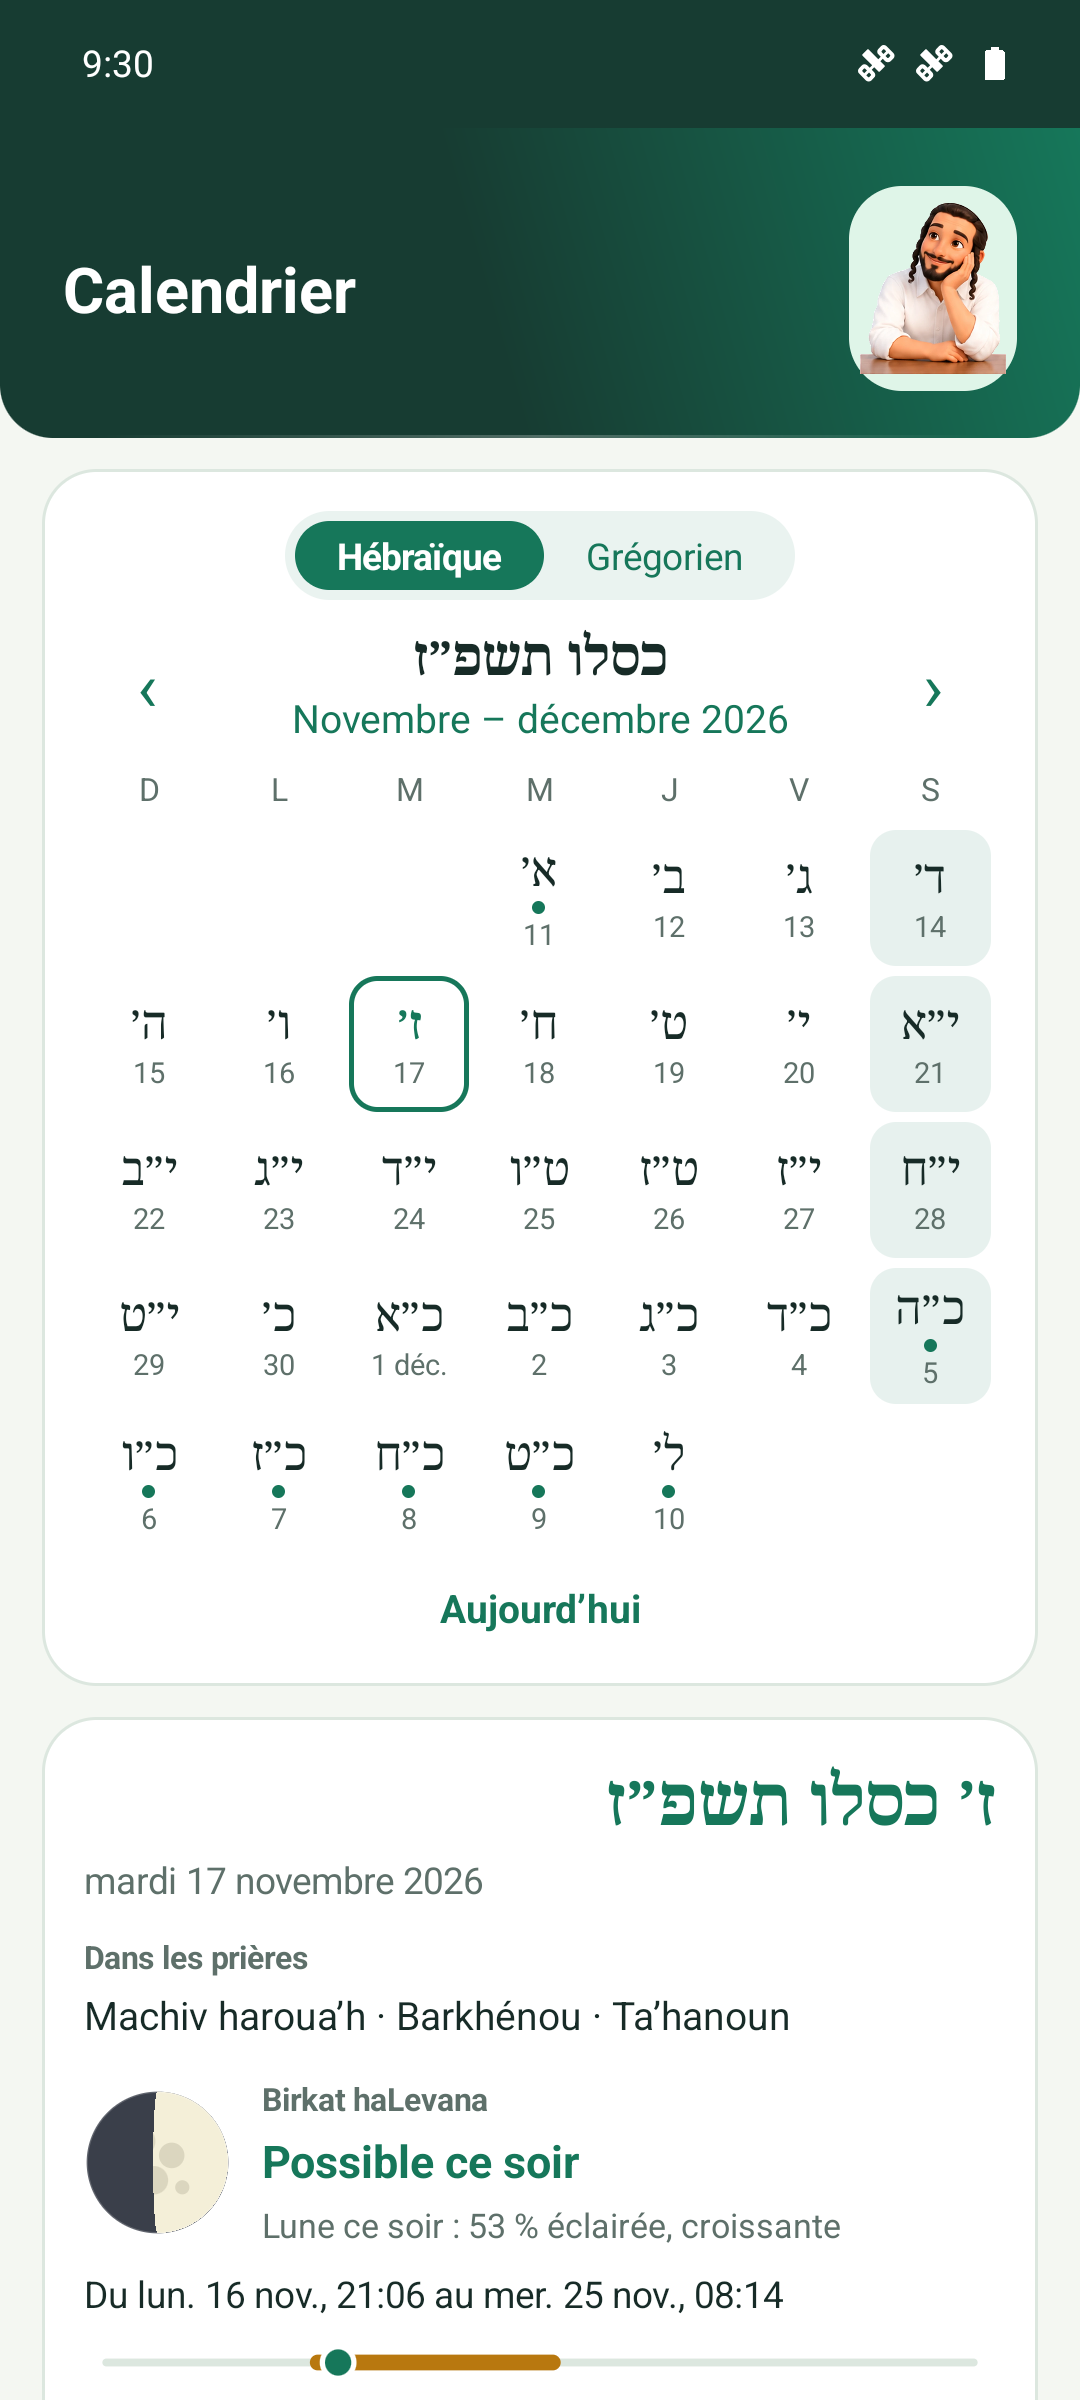 9:30
Calendrier
Hébraïque Grégorien
כסלו תשפ״ז
‹ ›
Novembre – décembre 2026
D L M M J V S
א׳ ב׳ ג׳ ד׳
11 12 13 14
ה׳ ו׳ ז׳ ח׳ ט׳ י׳ י״א
15 16 17 18 19 20 21
י״ב י״ג י״ד ט״ו ט״ז י״ז י״ח
22 23 24 25 26 27 28
י״ט כ׳ כ״א כ״ב כ״ג כ״ד כ״ה
29 30 1 déc. 2 3 4 5
כ״ו כ״ז כ״ח כ״ט ל׳
6 7 8 9 10
Aujourd’hui
ז׳ כסלו תשפ״ז
mardi 17 novembre 2026
Dans les prières
Machiv haroua’h · Barkhénou · Ta’hanoun
Birkat haLevana
Possible ce soir
Lune ce soir : 53 % éclairée, croissante
Du lun. 16 nov., 21:06 au mer. 25 nov., 08:14